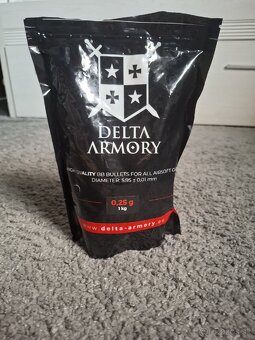 DELTA
ARMORY
QUALITY BB BULLETS FOR ALL AIRSOFT
DIAMETER 5,95 ± 0,01 mm
0,25 g
1 kg
www.delta-armory